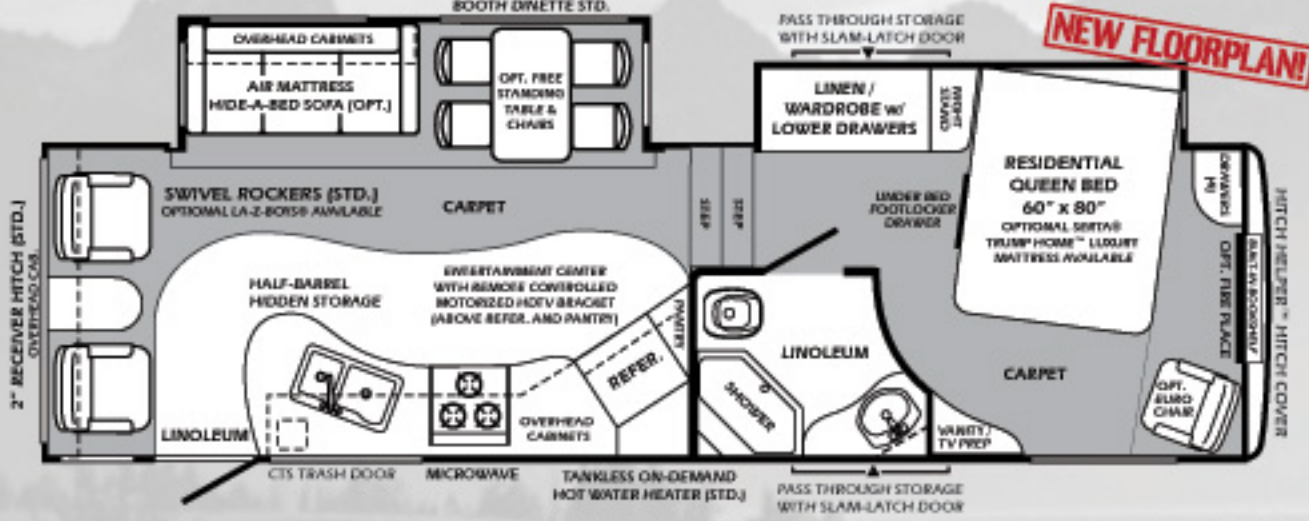 BOOTH DINETTE STD.
PASS THROUGH STORAGE
WITH SLAM-LATCH DOOR
NEW FLOORPLAN!
OVERHEAD CABINETS
AIR MATTRESS
HIDE-A-BED SOFA (OPT.)
OPT. FREE
STANDING
TABLE &
CHAIRS
LINEN /
WARDROBE w/
LOWER DRAWERS
NIGHT
STAND
RESIDENTIAL
QUEEN BED
60" x 80"
OPTIONAL SERTA®
TRUMP HOME™ LUXURY
MATTRESS AVAILABLE
UNDER BED
FOOTLOCKER
DRAWER
DRAWERS
(4)
SWIVEL ROCKERS (STD.)
OPTIONAL LA-Z-BOYS® AVAILABLE
CARPET
STEP
STEP
2" RECEIVER HITCH (STD.)
OVERHEAD CAB.
HALF-BARREL
HIDDEN STORAGE
ENTERTAINMENT CENTER
WITH REMOTE CONTROLLED
MOTORIZED HDTV BRACKET
(ABOVE REFER. AND PANTRY)
PANTRY
REFER.
LINOLEUM
SHOWER
CARPET
OPT. FIRE PLACE
BUILT-IN BOOKSHELF
HITCH HELPER™ HITCH COVER
OPT.
EURO
CHAIR
VANITY /
TV PREP
LINOLEUM
OVERHEAD
CABINETS
CTS TRASH DOOR
MICROWAVE
TANKLESS ON-DEMAND
HOT WATER HEATER (STD.)
PASS THROUGH STORAGE
WITH SLAM-LATCH DOOR